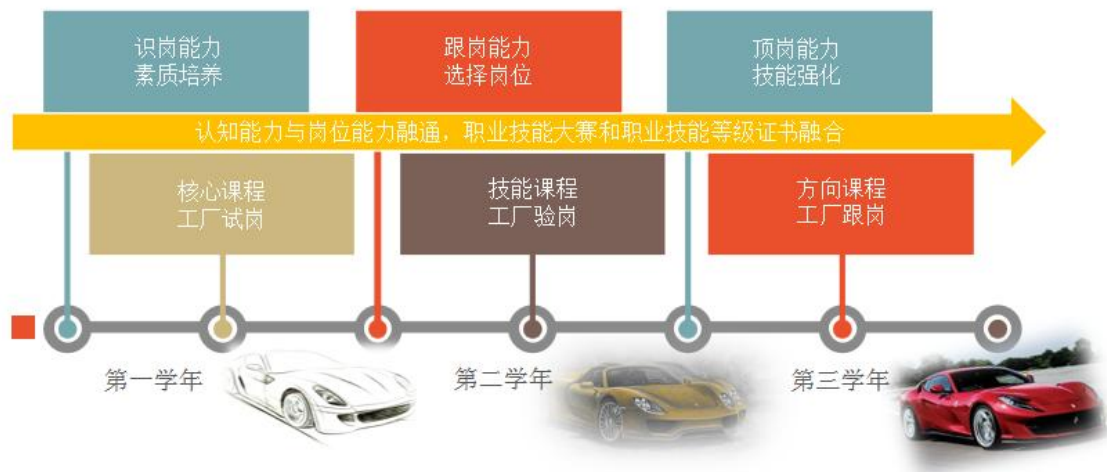 识岗能力
素质培养
跟岗能力
选择岗位
顶岗能力
技能强化
认知能力与岗位能力融通，职业技能大赛和职业技能等级证书融合
核心课程
工厂试岗
技能课程
工厂验岗
方向课程
工厂跟岗
第一学年
第二学年
第三学年